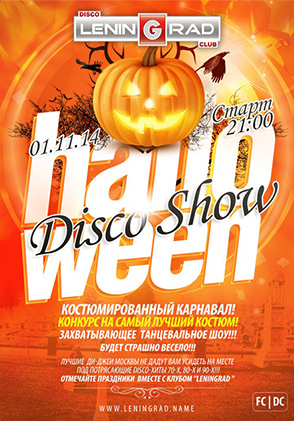 DISCO
LENINGRAD
CLUB
01.11.14
Старт
21:00
hallo
Disco Show
ween
КОСТЮМИРОВАННЫЙ КАРНАВАЛ!
КОНКУРС НА САМЫЙ ЛУЧШИЙ КОСТЮМ!
ЗАХВАТЫВАЮЩЕЕ ТАНЦЕВАЛЬНОЕ ШОУ!!!
БУДЕТ СТРАШНО ВЕСЕЛО!!!
ЛУЧШИЕ ДИ-ДЖЕИ МОСКВЫ НЕ ДАДУТ ВАМ УСИДЕТЬ НА МЕСТЕ
ПОД ПОТРЯСАЮЩИЕ DISCO-ХИТЫ 70-Х, 80-Х И 90-Х!!!
ОТМЕЧАЙТЕ ПРАЗДНИКИ ВМЕСТЕ С КЛУБОМ "LENINGRAD"
WWW.LENINGRAD.NAME
FC|DC